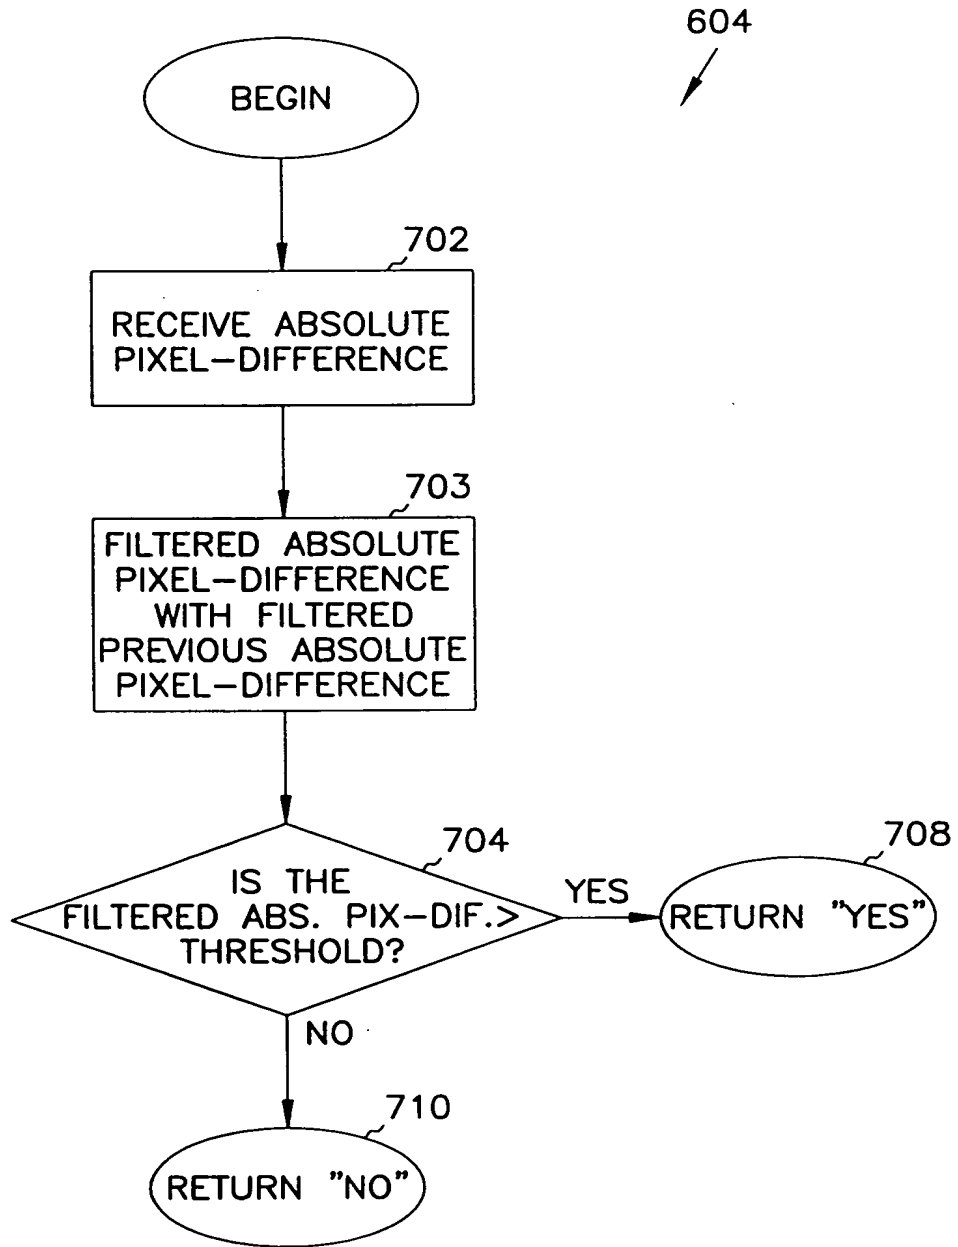 604
BEGIN
702
RECEIVE ABSOLUTE
PIXEL-DIFFERENCE
703
FILTERED ABSOLUTE
PIXEL-DIFFERENCE
WITH FILTERED
PREVIOUS ABSOLUTE
PIXEL-DIFFERENCE
704
IS THE
FILTERED ABS. PIX-DIF.>
THRESHOLD?
YES
708
RETURN "YES"
NO
710
RETURN "NO"